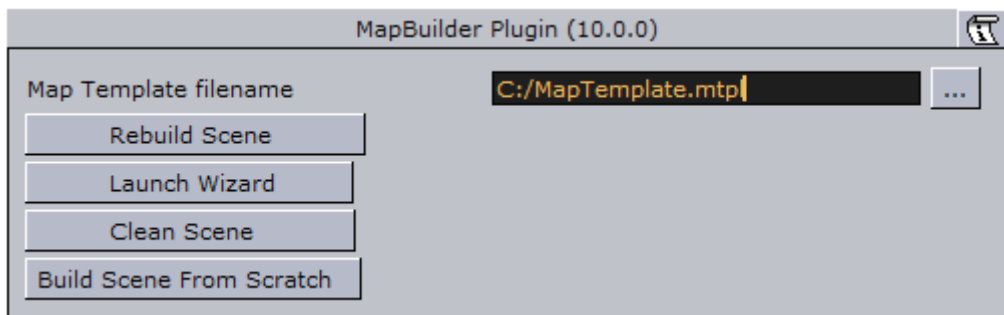 MapBuilder Plugin (10.0.0)
Map Template filename C:/MapTemplate.mtpl
...
Rebuild Scene
Launch Wizard
Clean Scene
Build Scene From Scratch